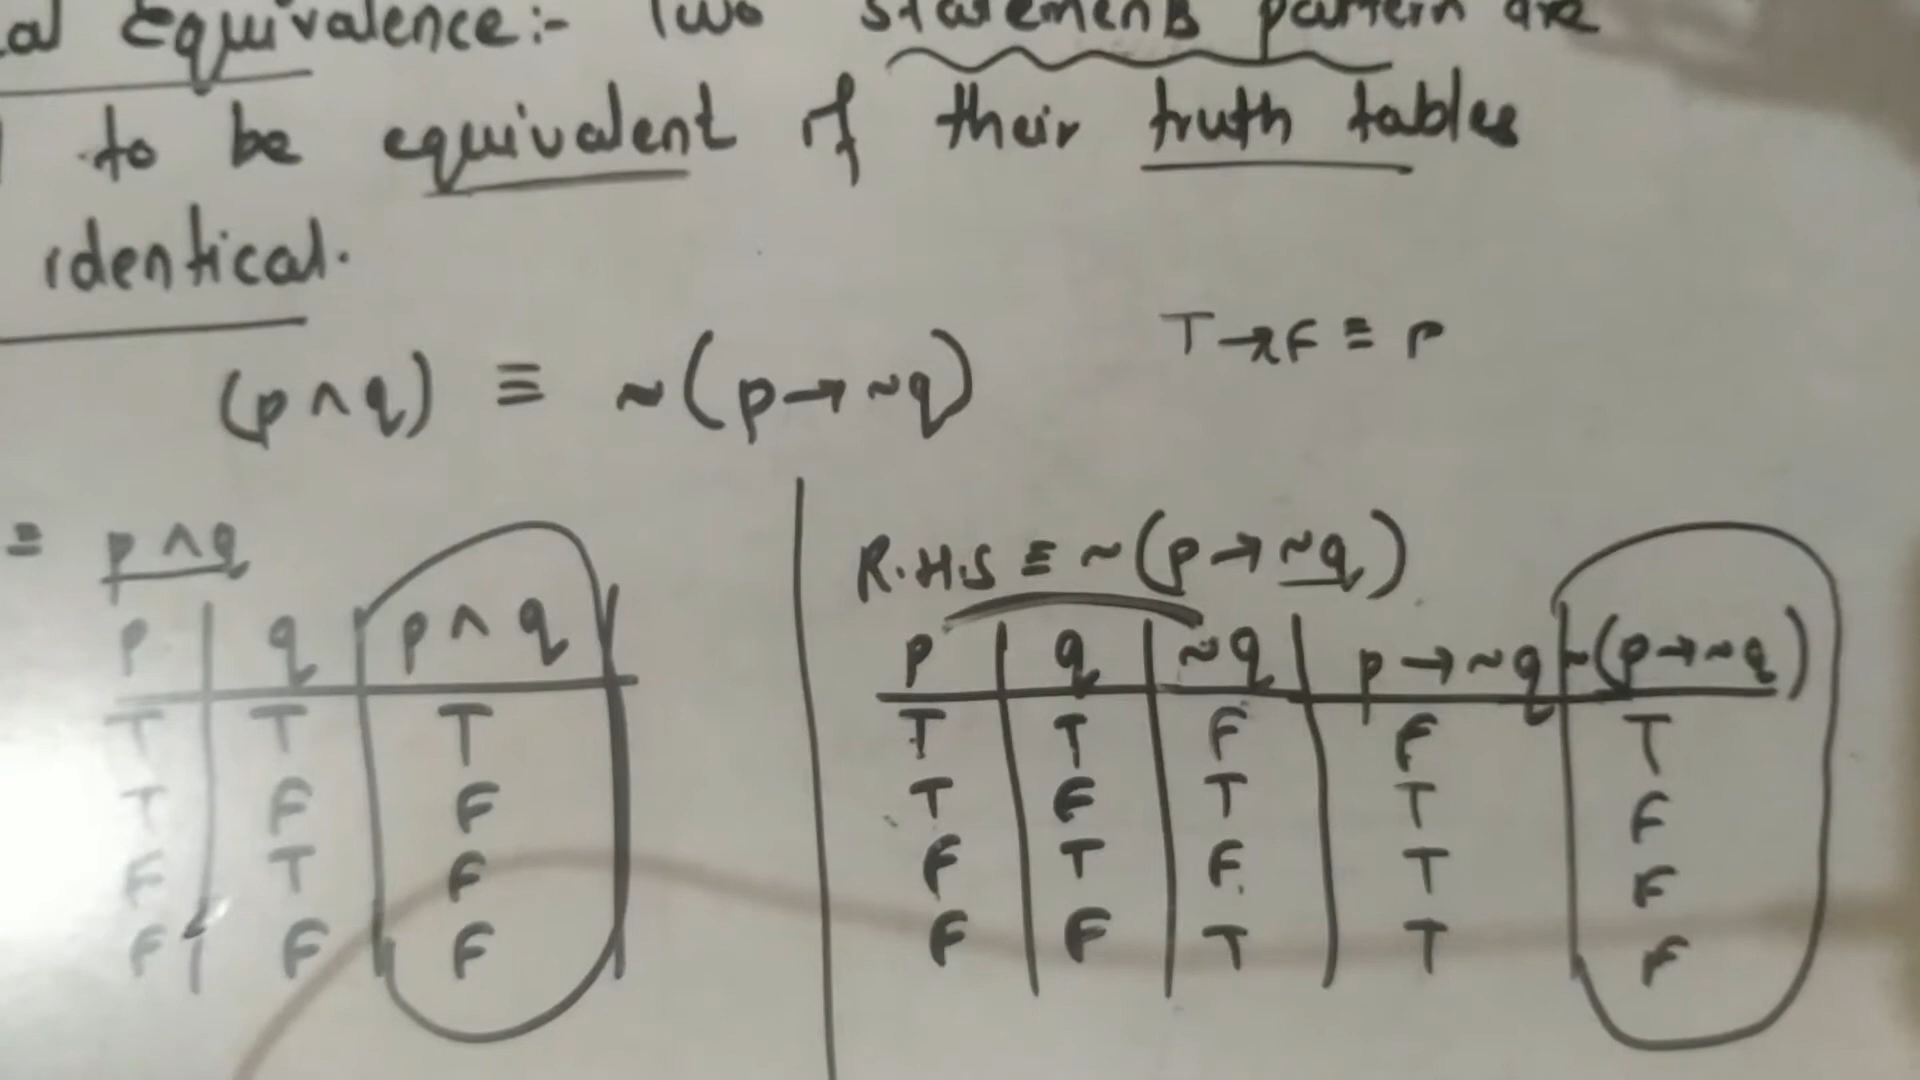 al Equivalence:- Two statements pattern are
to be equivalent if their truth tables
identical.
T→F ≡ F
(p ∧ q) ≡ ~(p → ~q)
≡ p ∧ q
p q p ∧ q
T T T
T F F
F T F
F F F
R.H.S ≡ ~(p → ~q)
p q ~q p → ~q ~(p → ~q)
T T F F T
T F T T F
F T F T F
F F T T F